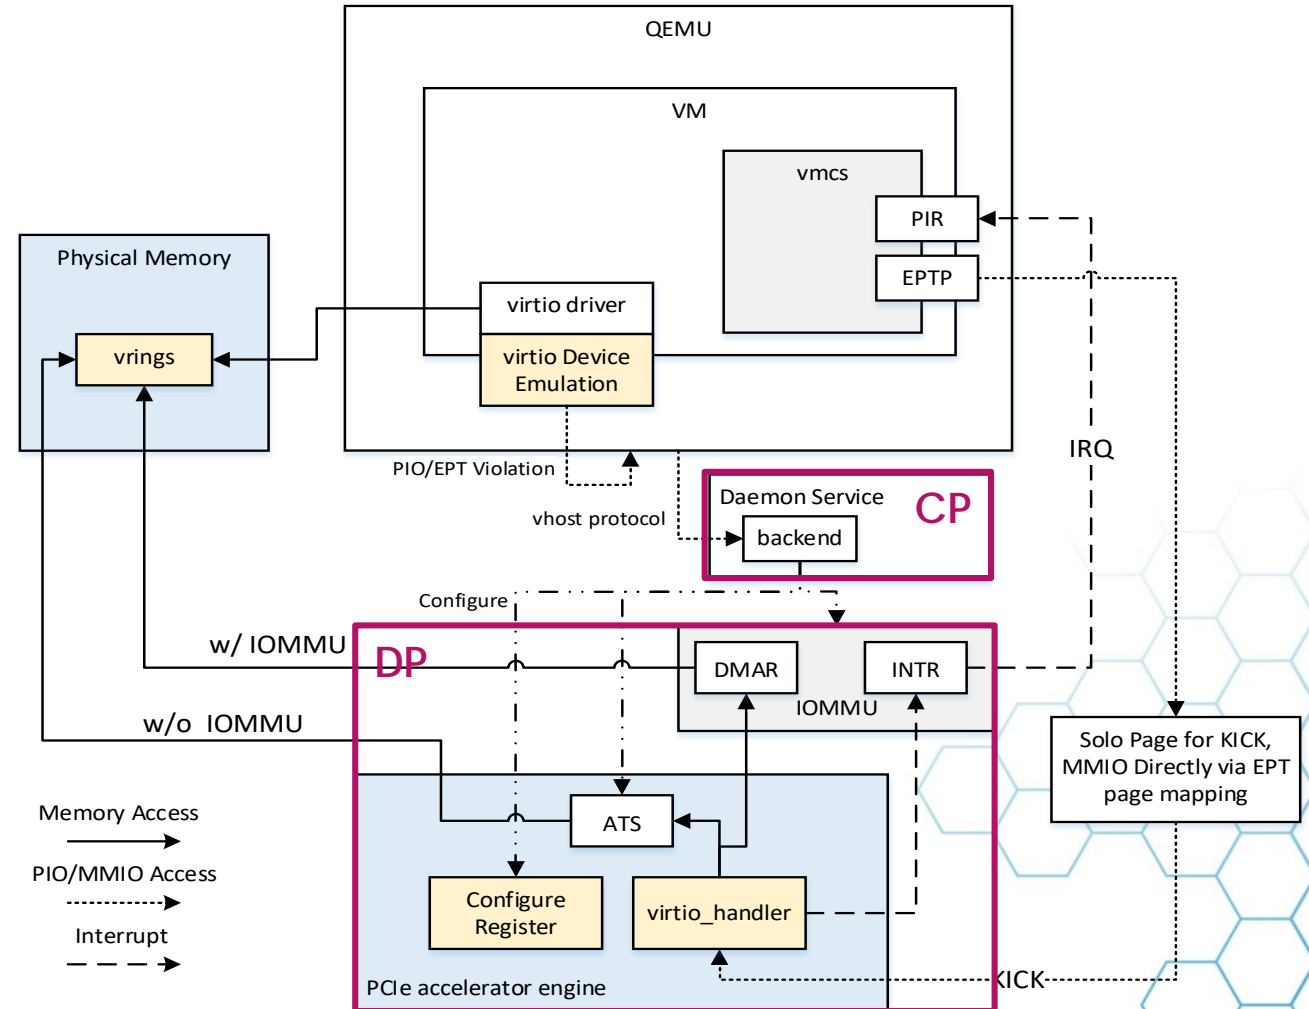 QEMU
VM
vmcs
PIR
EPTP
Physical Memory
vrings
virtio driver
virtio Device
Emulation
PIO/EPT Violation
vhost protocol
IRQ
Daemon Service
CP
backend
Configure
w/ IOMMU
DP
DMAR
INTR
IOMMU
w/o IOMMU
Solo Page for KICK,
MMIO Directly via EPT
page mapping
Memory Access
PIO/MMIO Access
Interrupt
ATS
Configure
Register
virtio_handler
KICK
PCIe accelerator engine